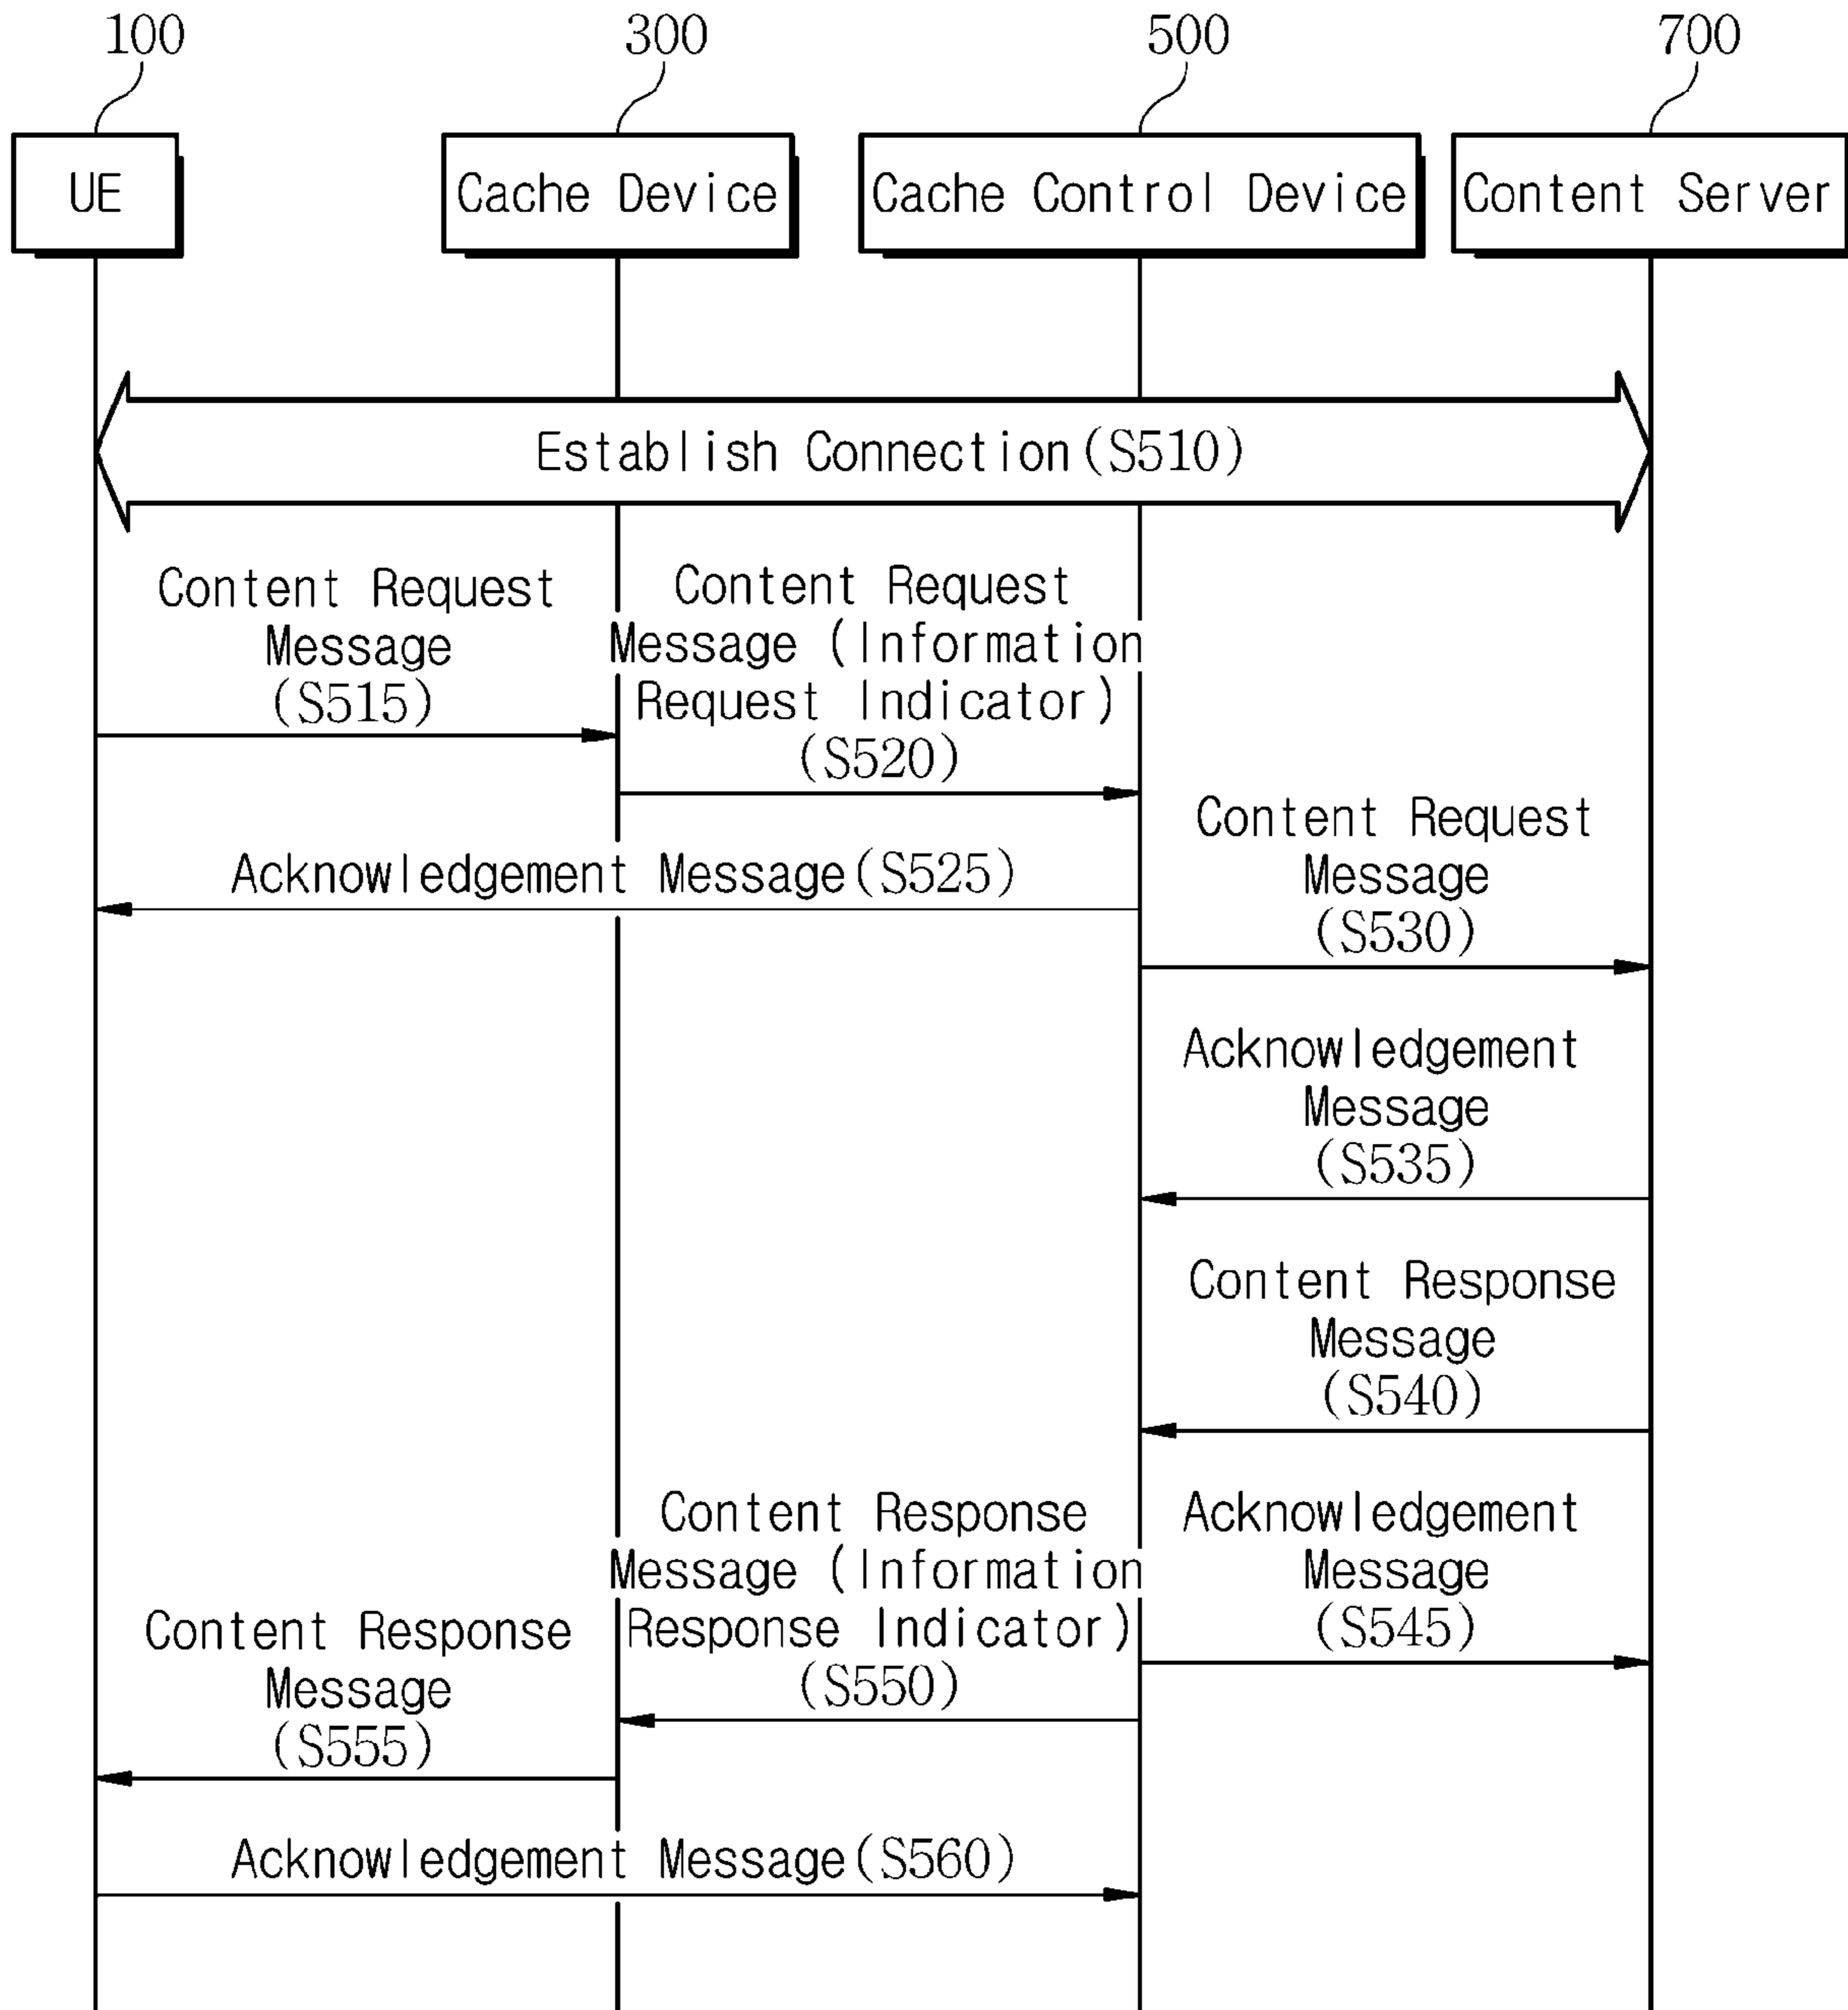 100
300
500
700
UE
Cache Device
Cache Control Device
Content Server
Establish Connection(S510)
Content Request
Message
(S515)
Content Request
Message (Information
Request Indicator)
(S520)
Acknowledgement Message(S525)
Content Request
Message
(S530)
Acknowledgement
Message
(S535)
Content Response
Message
(S540)
Acknowledgement
Message
(S545)
Content Response
Message (Information
Response Indicator)
(S550)
Content Response
Message
(S555)
Acknowledgement Message(S560)